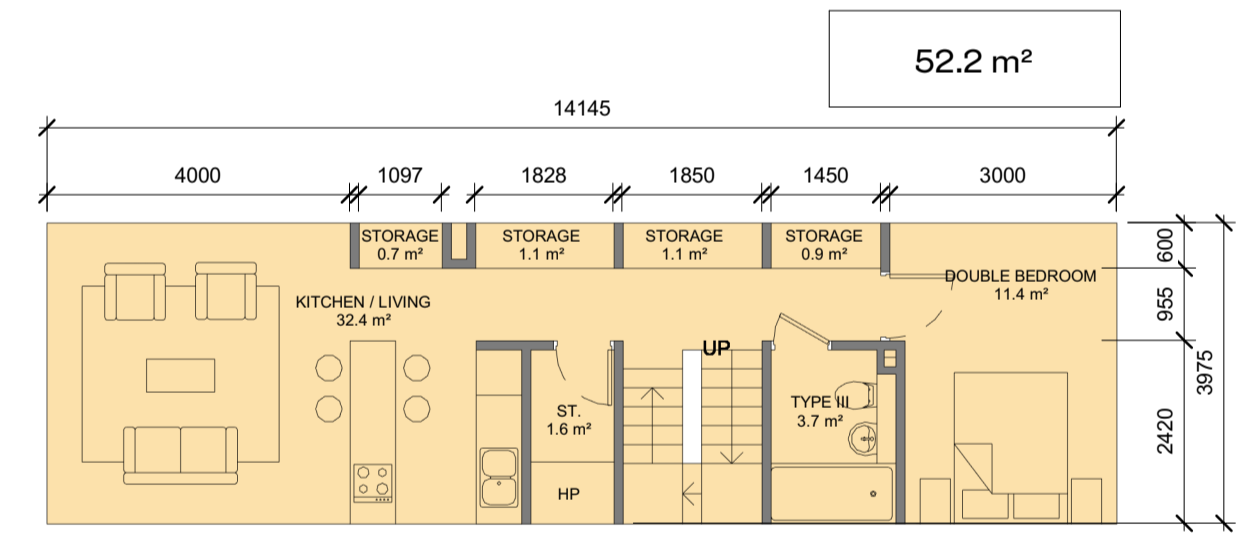 52.2 m²
14145
4000
1097
1828
1850
1450
3000
STORAGE
0.7 m²
STORAGE
1.1 m²
STORAGE
1.1 m²
STORAGE
0.9 m²
600
DOUBLE BEDROOM
11.4 m²
KITCHEN / LIVING
32.4 m²
955
3975
UP
TYPE III
3.7 m²
ST.
1.6 m²
2420
HP